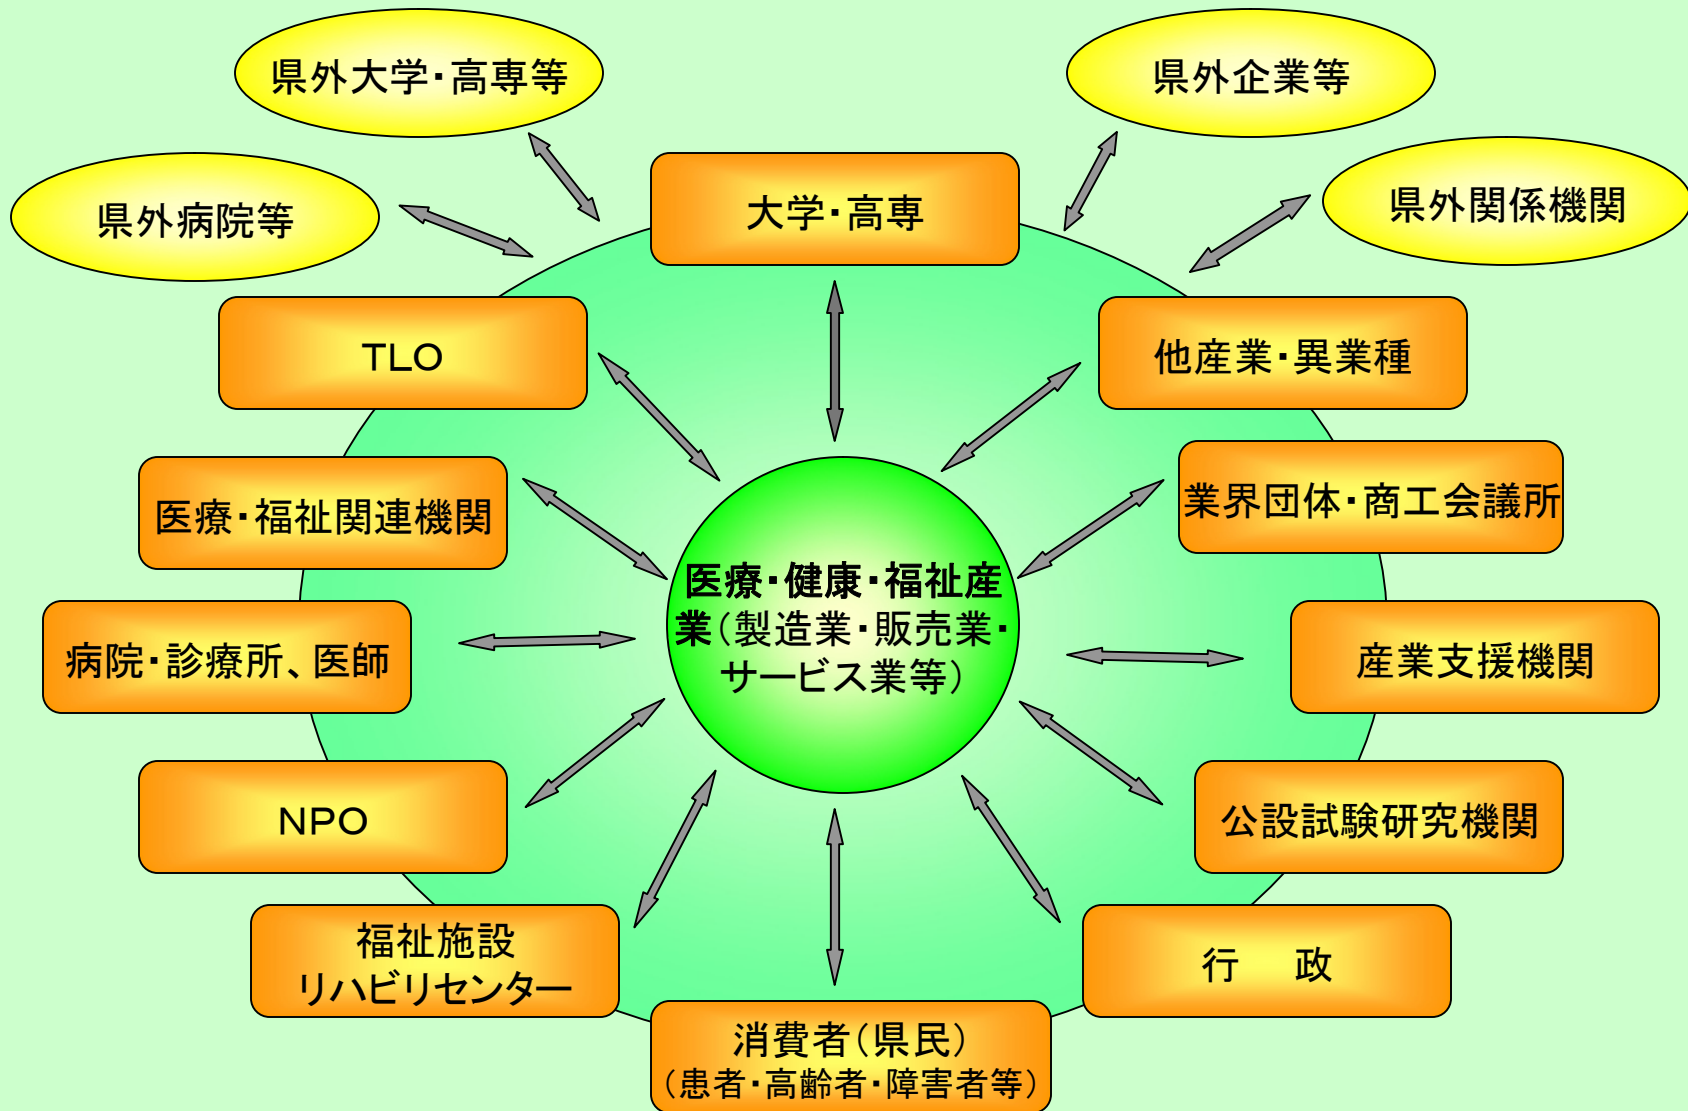 県外大学・高専等
県外企業等
県外病院等
大学・高専
県外関係機関
TLO
他産業・異業種
医療・福祉関連機関
業界団体・商工会議所
医療・健康・福祉産
業(製造業・販売業・
サービス業等)
病院・診療所、医師
産業支援機関
NPO
公設試験研究機関
福祉施設
リハビリセンター
行　政
消費者(県民)
(患者・高齢者・障害者等)